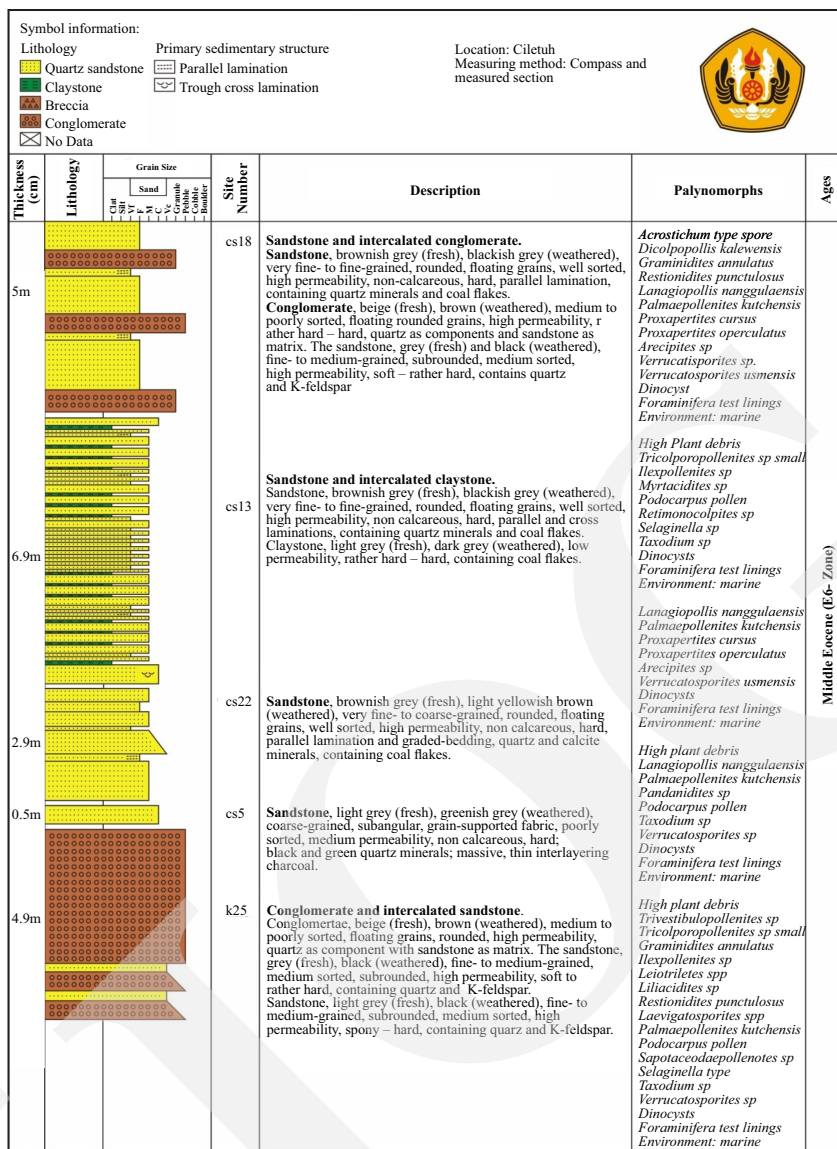 Symbol information:
Lithology
Quartz sandstone
Claystone
Breccia
Conglomerate
No Data
Primary sedimentary structure
Parallel lamination
Trough cross lamination
Location: Ciletuh
Measuring method: Compass and
measured section
Thickness
(cm)
Lithology
Grain Size
Sand
Clat
Silt
Vf
F
M
C
Vc
Granule
Pebble
Cobble
Boulder
Site
Number
Description
Palynomorphs
Ages
5m
cs18
Sandstone and intercalated conglomerate.
Sandstone, brownish grey (fresh), blackish grey (weathered),
very fine- to fine-grained, rounded, floating grains, well sorted,
high permeability, non-calcareous, hard, parallel lamination,
containing quartz minerals and coal flakes.
Conglomerate, beige (fresh), brown (weathered), medium to
poorly sorted, floating rounded grains, high permeability, r
ather hard – hard, quartz as components and sandstone as
matrix. The sandstone, grey (fresh) and black (weathered),
fine- to medium-grained, subrounded, medium sorted,
high permeability, soft – rather hard, contains quartz
and K-feldspar
Acrostichum type spore
Dicolpopollis kalewensis
Graminidites annulatus
Restionidites punctulosus
Lanagiopollis nanggulaensis
Palmaepollenites kutchensis
Proxapertites cursus
Proxapertites operculatus
Arecipites sp
Verrucatisporites sp.
Verrucatosporites usmensis
Dinocyst
Foraminifera test linings
Environment: marine
6.9m
cs13
Sandstone and intercalated claystone.
Sandstone, brownish grey (fresh), blackish grey (weathered),
very fine- to fine-grained, rounded, floating grains, well sorted,
high permeability, non calcareous, hard, parallel and cross
laminations, containing quartz minerals and coal flakes.
Claystone, light grey (fresh), dark grey (weathered), low
permeability, rather hard – hard, containing coal flakes.
High Plant debris
Tricolporopollenites sp small
Ilexpollenites sp
Myrtacidites sp
Podocarpus pollen
Retimonocolpites sp
Selaginella sp
Taxodium sp
Dinocysts
Foraminifera test linings
Environment: marine
2.9m
cs22
Sandstone, brownish grey (fresh), light yellowish brown
(weathered), very fine- to coarse-grained, rounded, floating
grains, well sorted, high permeability, non calcareous, hard,
parallel lamination and graded-bedding, quartz and calcite
minerals, containing coal flakes.
Lanagiopollis nanggulaensis
Palmaepollenites kutchensis
Proxapertites cursus
Proxapertites operculatus
Arecipites sp
Verrucatosporites usmensis
Dinocysts
Foraminifera test linings
Environment: marine
0.5m
cs5
Sandstone, light grey (fresh), greenish grey (weathered),
coarse-grained, subangular, grain-supported fabric, poorly
sorted, medium permeability, non calcareous, hard;
black and green quartz minerals; massive, thin interlayering
charcoal.
High plant debris
Lanagiopollis nanggulaensis
Palmaepollenites kutchensis
Pandanidites sp
Podocarpus pollen
Taxodium sp
Verrucatosporites sp
Dinocysts
Foraminifera test linings
Environment: marine
4.9m
k25
Conglomerate and intercalated sandstone.
Conglomertae, beige (fresh), brown (weathered), medium to
poorly sorted, floating grains, rounded, high permeability,
quartz as component with sandstone as matrix. The sandstone,
grey (fresh), black (weathered), fine- to medium-grained,
medium sorted, subrounded, high permeability, soft to
rather hard, containing quartz and K-feldspar.
Sandstone, light grey (fresh), black (weathered), fine- to
medium-grained, subrounded, medium sorted, high
permeability, spony – hard, containing quarz and K-feldspar.
High plant debris
Trivestibulopollenites sp
Tricolporopollenites sp small
Graminidites annulatus
Ilexpollenites sp
Leiotriletes spp
Liliacidites sp
Restionidites punctulosus
Laevigatosporites spp
Palmaepollenites kutchensis
Podocarpus pollen
Sapotaceodaepollenotes sp
Selaginella type
Taxodium sp
Verrucatosporites sp
Dinocysts
Foraminifera test linings
Environment: marine
Middle Eocene (E6- Zone)